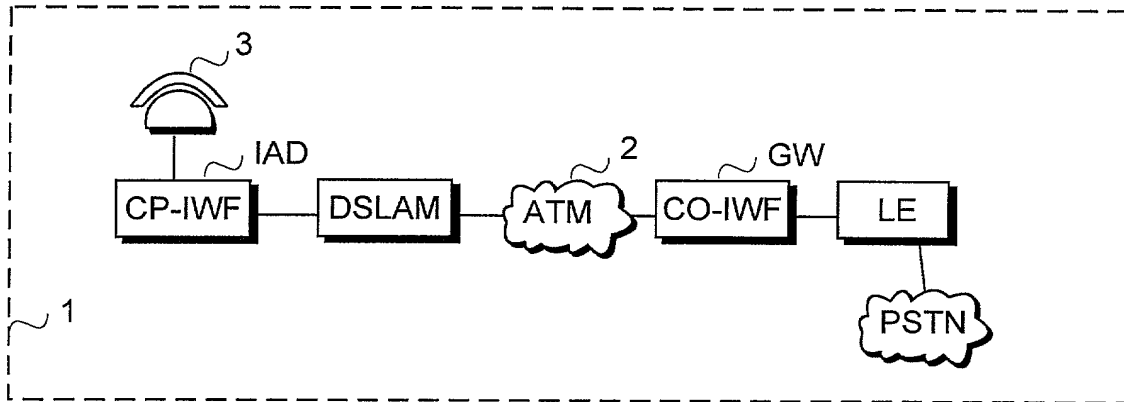 3
IAD
2
GW
CP-IWF
DSLAM
ATM
CO-IWF
LE
1
PSTN